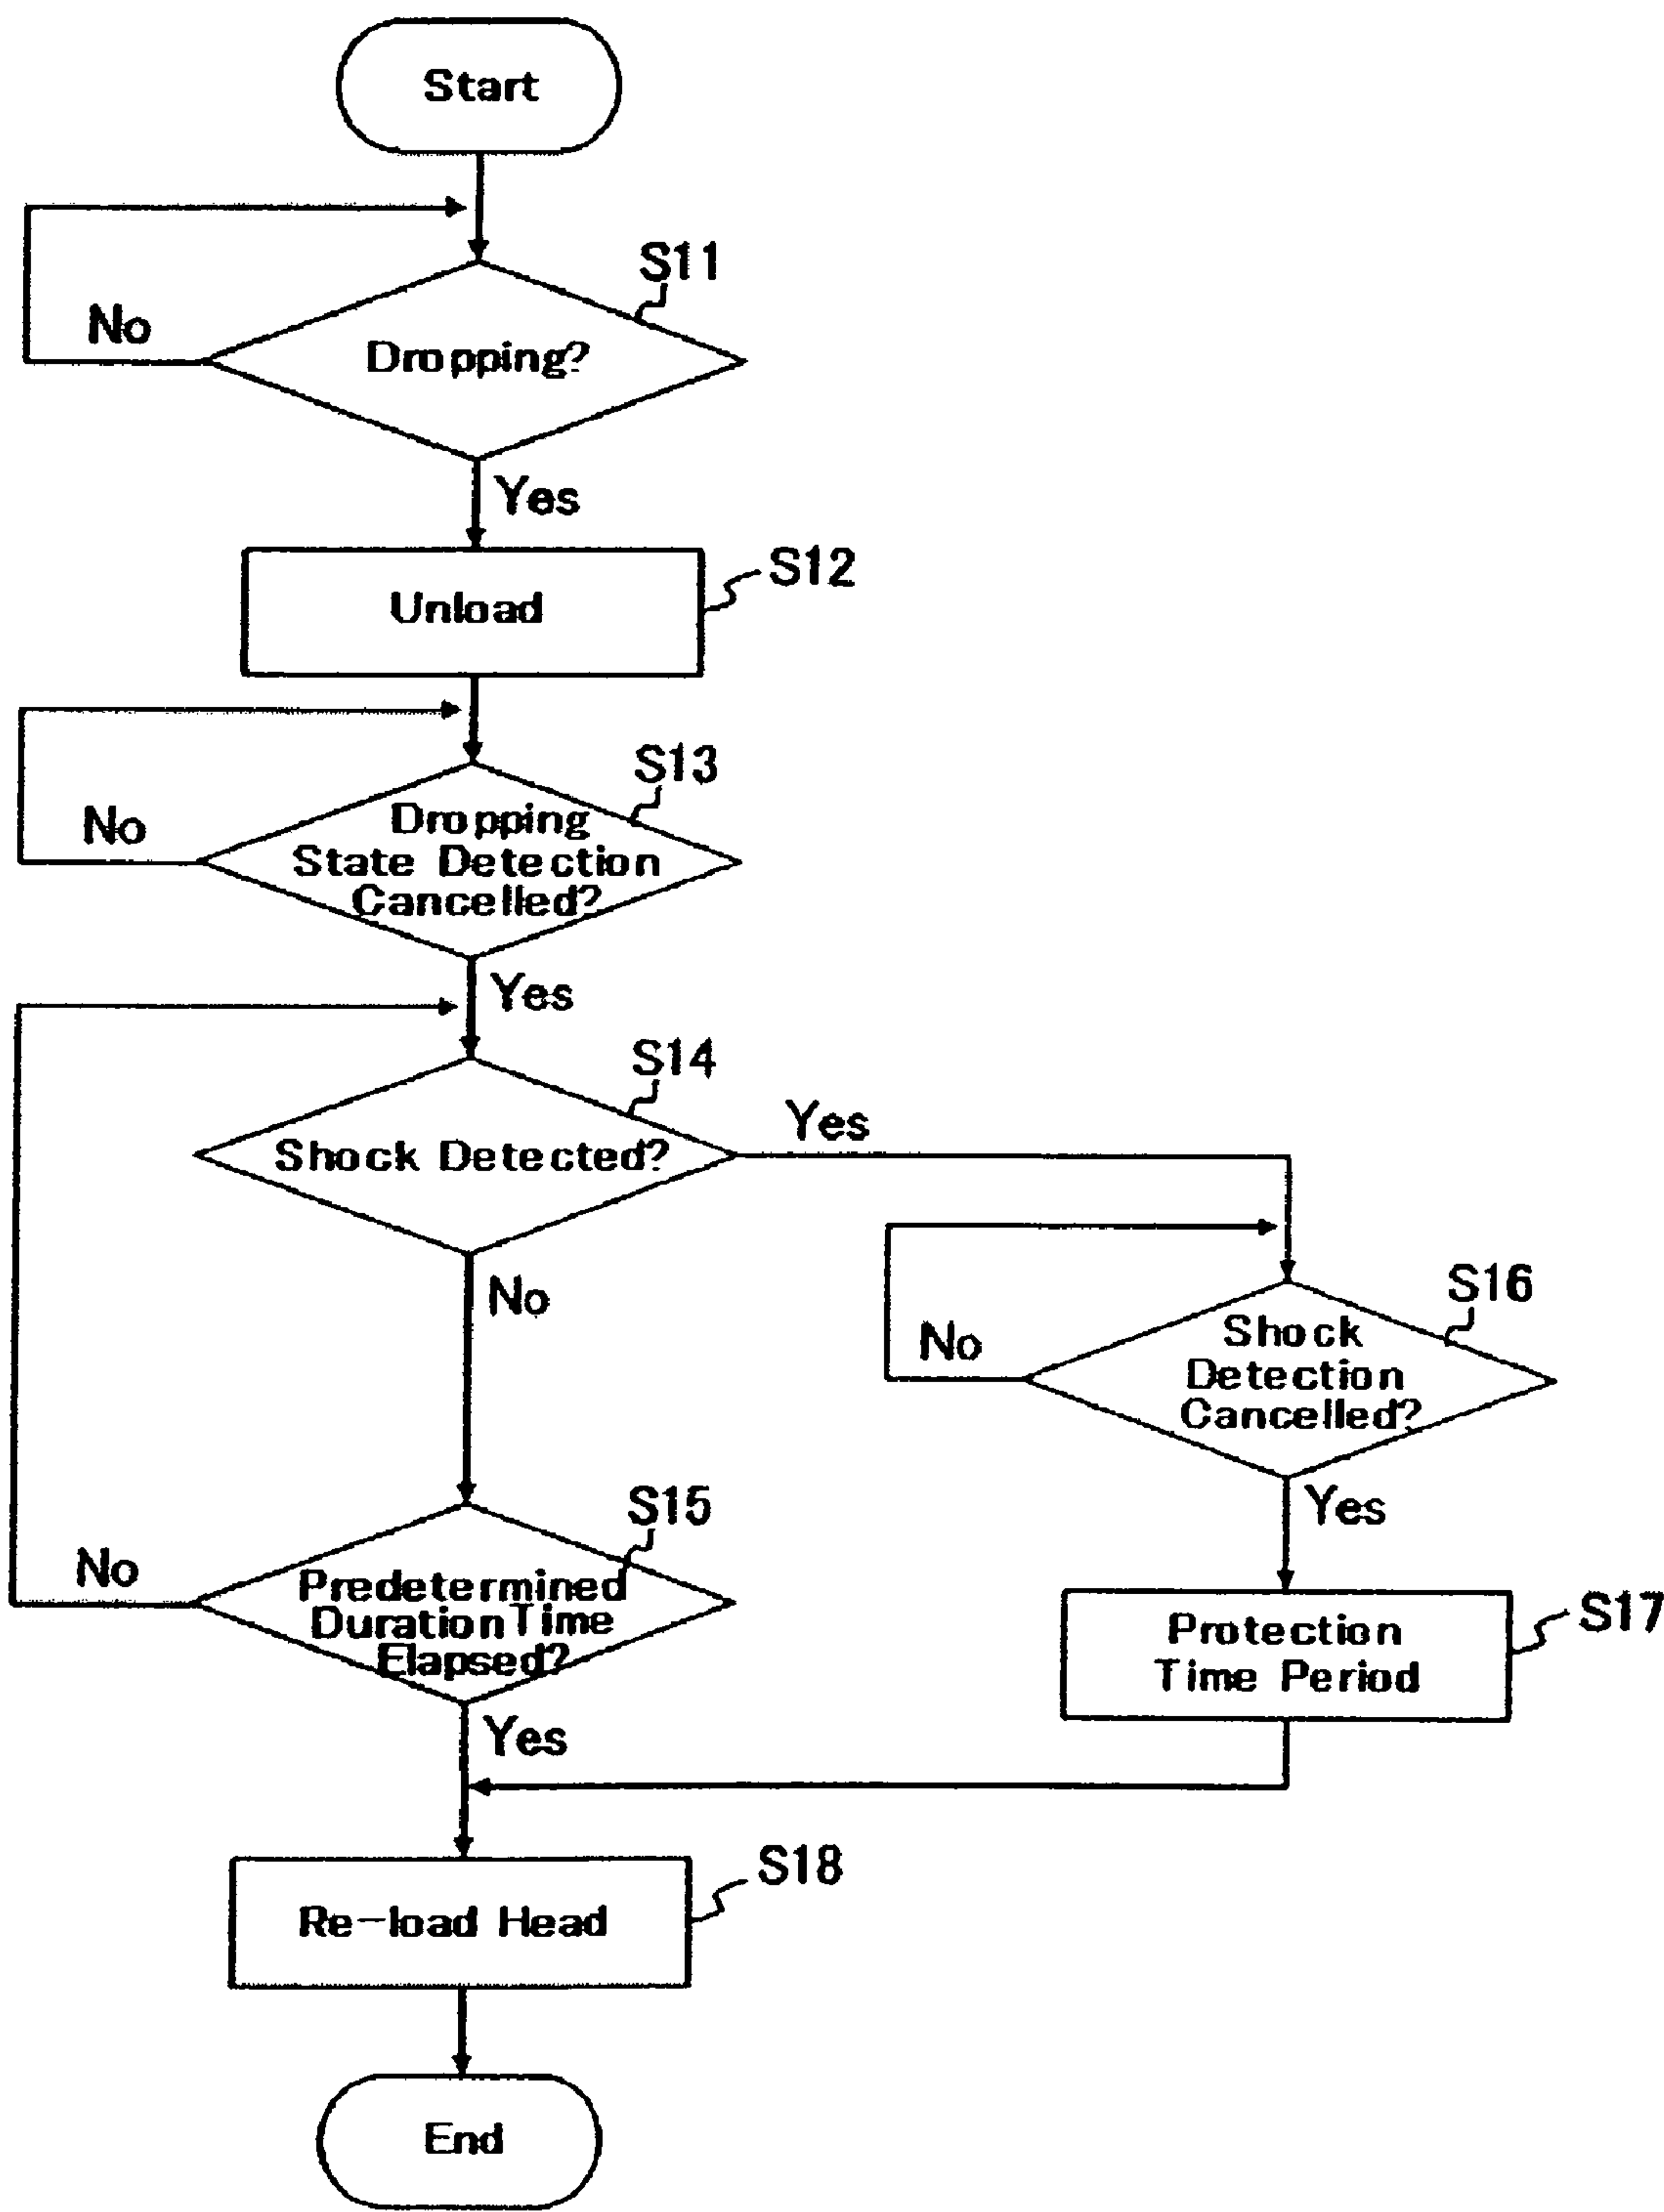 Start
S11
No
Dropping?
Yes
S12
Unload
S13
No
Dropping
State Detection
Cancelled?
Yes
S14
Yes
Shock Detected?
No
S16
No
Shock
Detection
Cancelled?
Yes
S15
No
Predetermined
Duration Time
Elapsed?
Yes
S17
Protection
Time Period
S18
Re-load Head
End